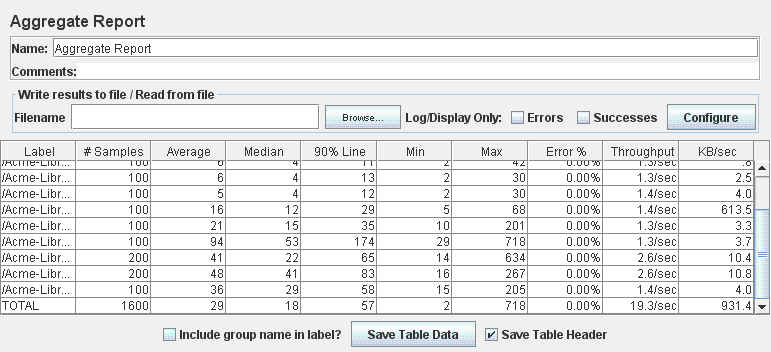 Aggregate Report
Name: Aggregate Report
Comments:
Write results to file / Read from file
Filename Browse... Log/Display Only: Errors Successes Configure
Label # Samples Average Median 90% Line Min Max Error % Throughput KB/sec
/Acme-Libr... 100 6 4 11 2 42 0.00% 1.3/sec .8
/Acme-Libr... 100 6 4 13 2 30 0.00% 1.3/sec 2.5
/Acme-Libr... 100 5 4 12 2 30 0.00% 1.4/sec 4.0
/Acme-Libr... 100 16 12 29 5 68 0.00% 1.4/sec 613.5
/Acme-Libr... 100 21 15 35 10 201 0.00% 1.3/sec 3.3
/Acme-Libr... 100 94 53 174 29 718 0.00% 1.3/sec 3.7
/Acme-Libr... 200 41 22 65 14 634 0.00% 2.6/sec 10.4
/Acme-Libr... 200 48 41 83 16 267 0.00% 2.6/sec 10.8
/Acme-Libr... 100 36 29 58 15 205 0.00% 1.4/sec 4.0
TOTAL 1600 29 18 57 2 718 0.00% 19.3/sec 931.4
Include group name in label? Save Table Data Save Table Header